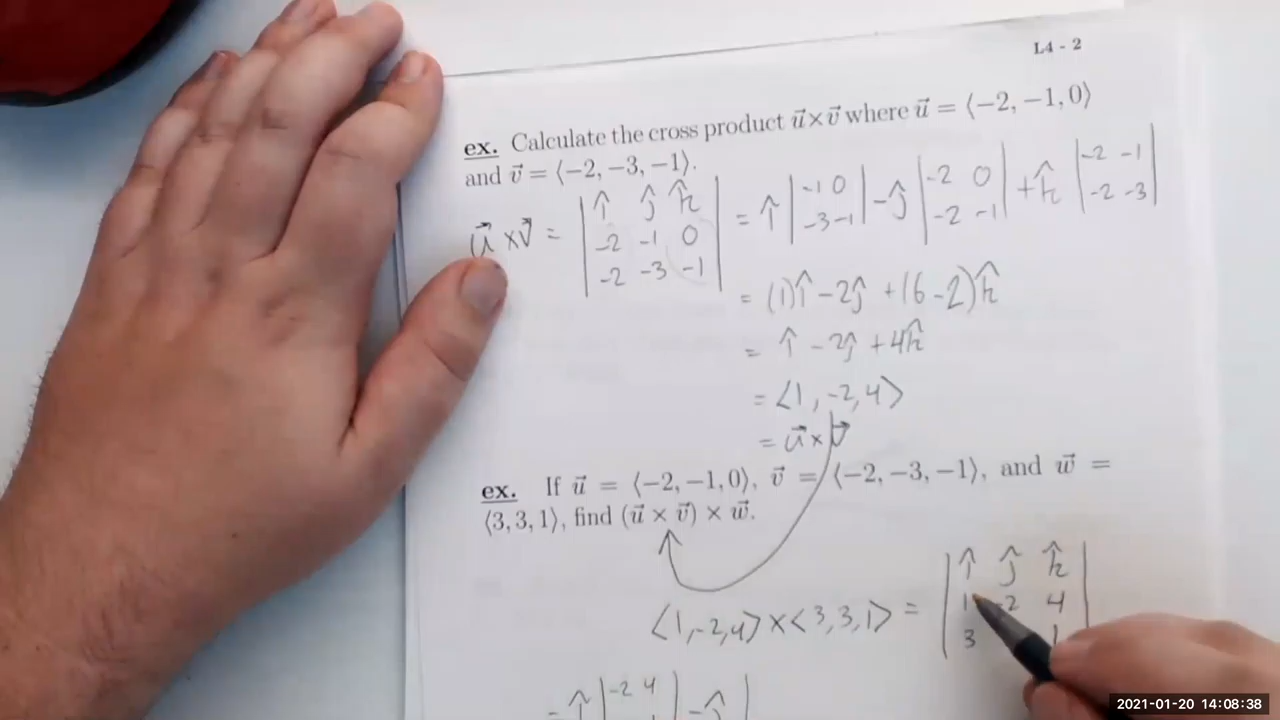 L4 - 2
ex. Calculate the cross product u⃗×v⃗ where u⃗ = ⟨−2, −1, 0⟩
and v⃗ = ⟨−2, −3, −1⟩.
u⃗ × v⃗ = | î ĵ k̂ | = î | -1 0 | - ĵ | -2 0 | + k̂ | -2 -1 |
| -2 -1 0 | | -3 -1 | | -2 -1 | | -2 -3 |
| -2 -3 -1 |
= (1)î - 2ĵ + (6-2)k̂
= î - 2ĵ + 4k̂
= <1, -2, 4>
= u⃗ × v⃗
ex. If u⃗ = ⟨−2, −1, 0⟩, v⃗ = ⟨−2, −3, −1⟩, and w⃗ =
⟨3, 3, 1⟩, find (u⃗ × v⃗) × w⃗.
<1, -2, 4> × <3, 3, 1> = | î ĵ k̂ |
| 1 -2 4 |
| 3 1 |
= î | -2 4 | - ĵ |
2021-01-20 14:08:38